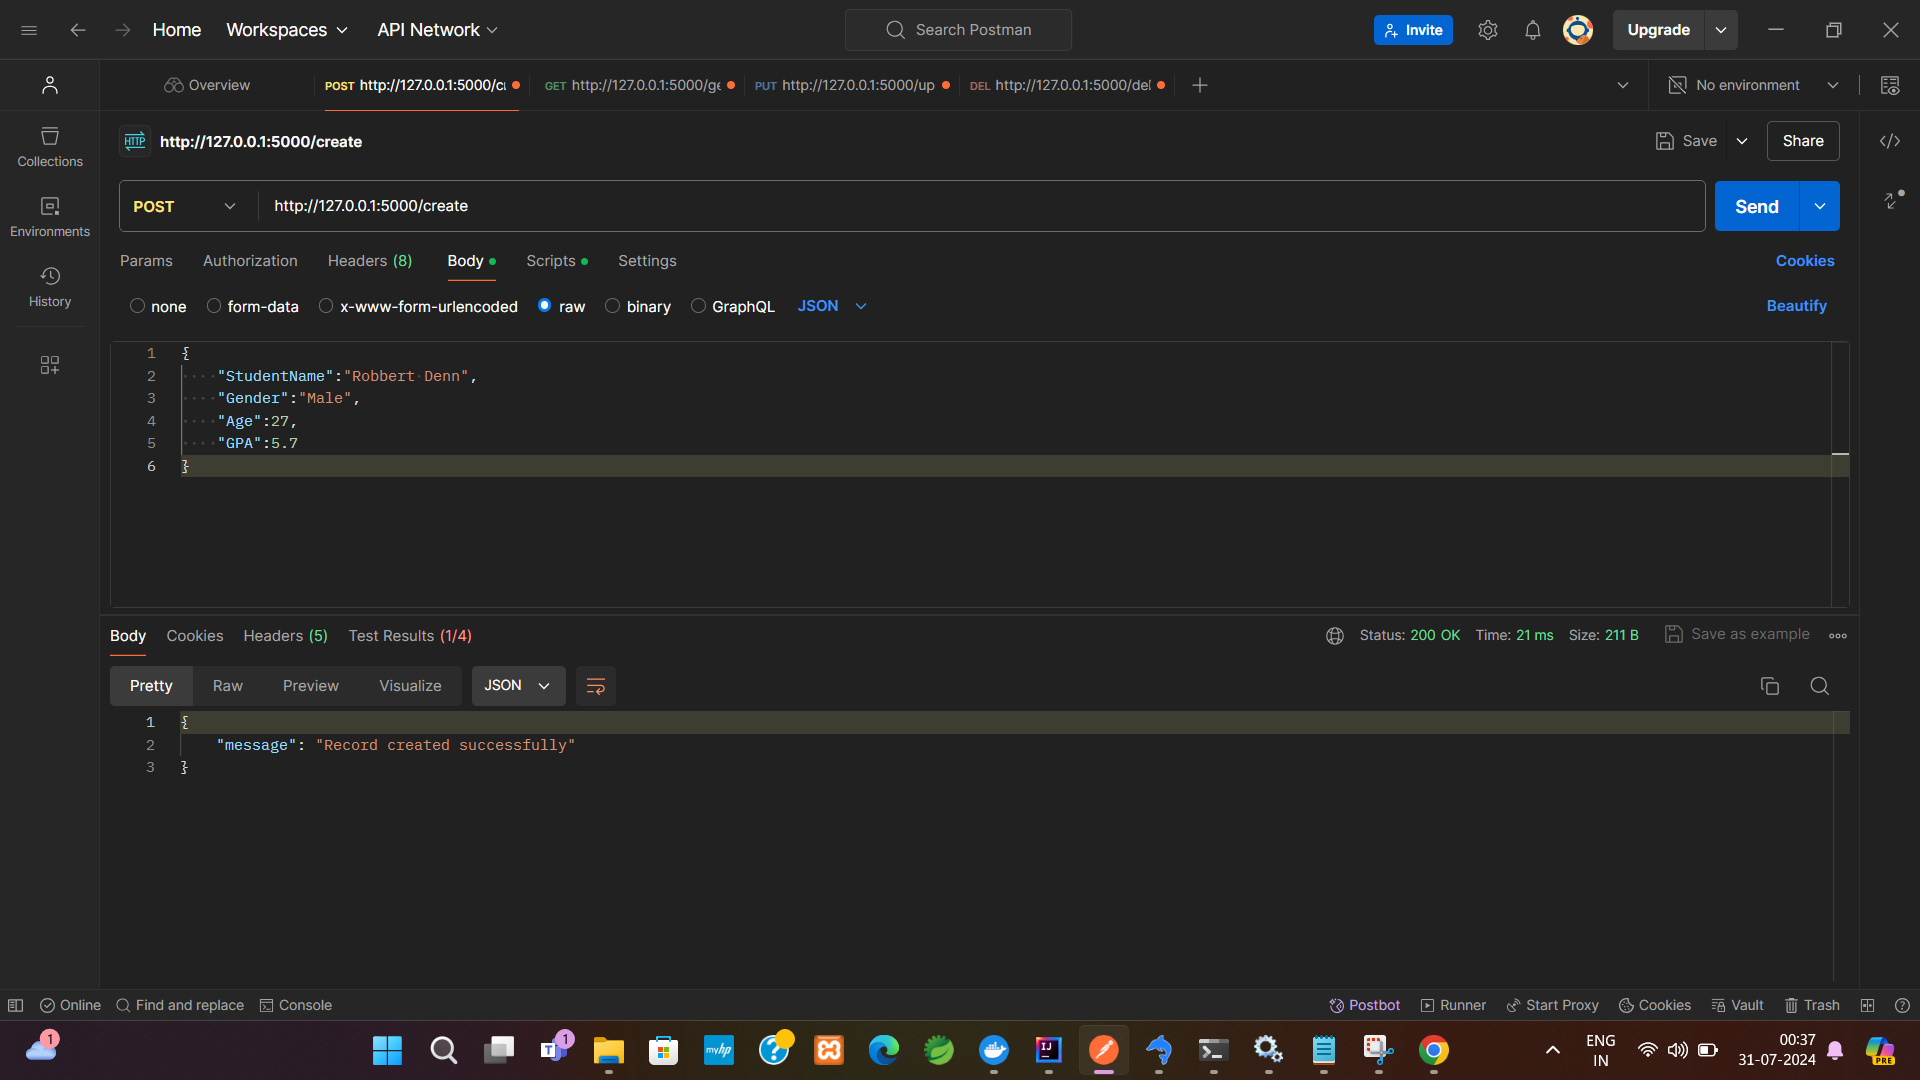 Home Workspaces API Network Search Postman Invite Upgrade
Overview POST http://127.0.0.1:5000/c GET http://127.0.0.1:5000/ge PUT http://127.0.0.1:5000/up DEL http://127.0.0.1:5000/del No environment
HTTP http://127.0.0.1:5000/create Save Share
Collections
POST http://127.0.0.1:5000/create Send
Environments
Params Authorization Headers (8) Body Scripts Settings Cookies
History
none form-data x-www-form-urlencoded raw binary GraphQL JSON Beautify
1 {
2 "StudentName":"Robbert Denn",
3 "Gender":"Male",
4 "Age":27,
5 "GPA":5.7
6 }
Body Cookies Headers (5) Test Results (1/4) Status: 200 OK Time: 21 ms Size: 211 B Save as example
Pretty Raw Preview Visualize JSON
1 {
2 "message": "Record created successfully"
3 }
Online Find and replace Console Postbot Runner Start Proxy Cookies Vault Trash
1 1 T myhp IJ ENG IN 00:37
31-07-2024 PRE